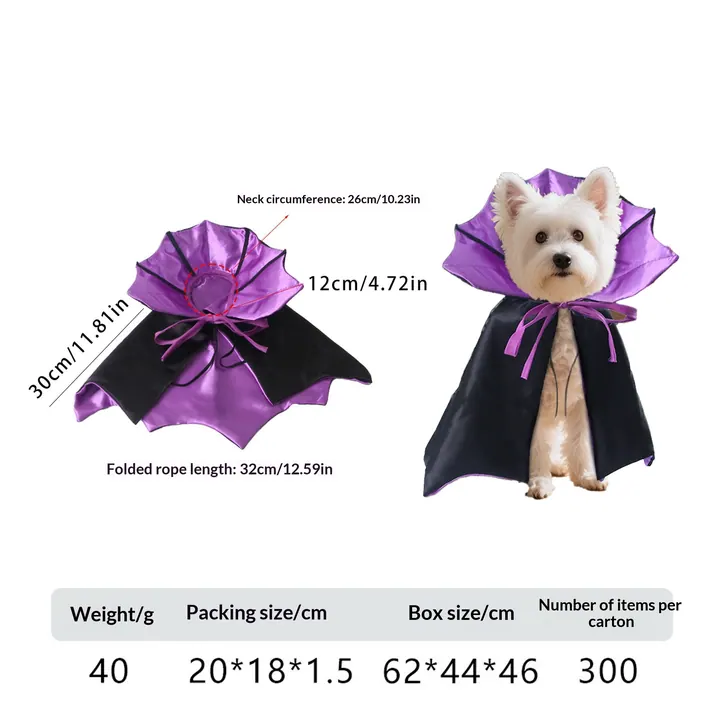 Neck circumference: 26cm/10.23in
12cm/4.72in
30cm/11.81in
Folded rope length: 32cm/12.59in
Weight/g Packing size/cm Box size/cm Number of items per carton
40 20*18*1.5 62*44*46 300